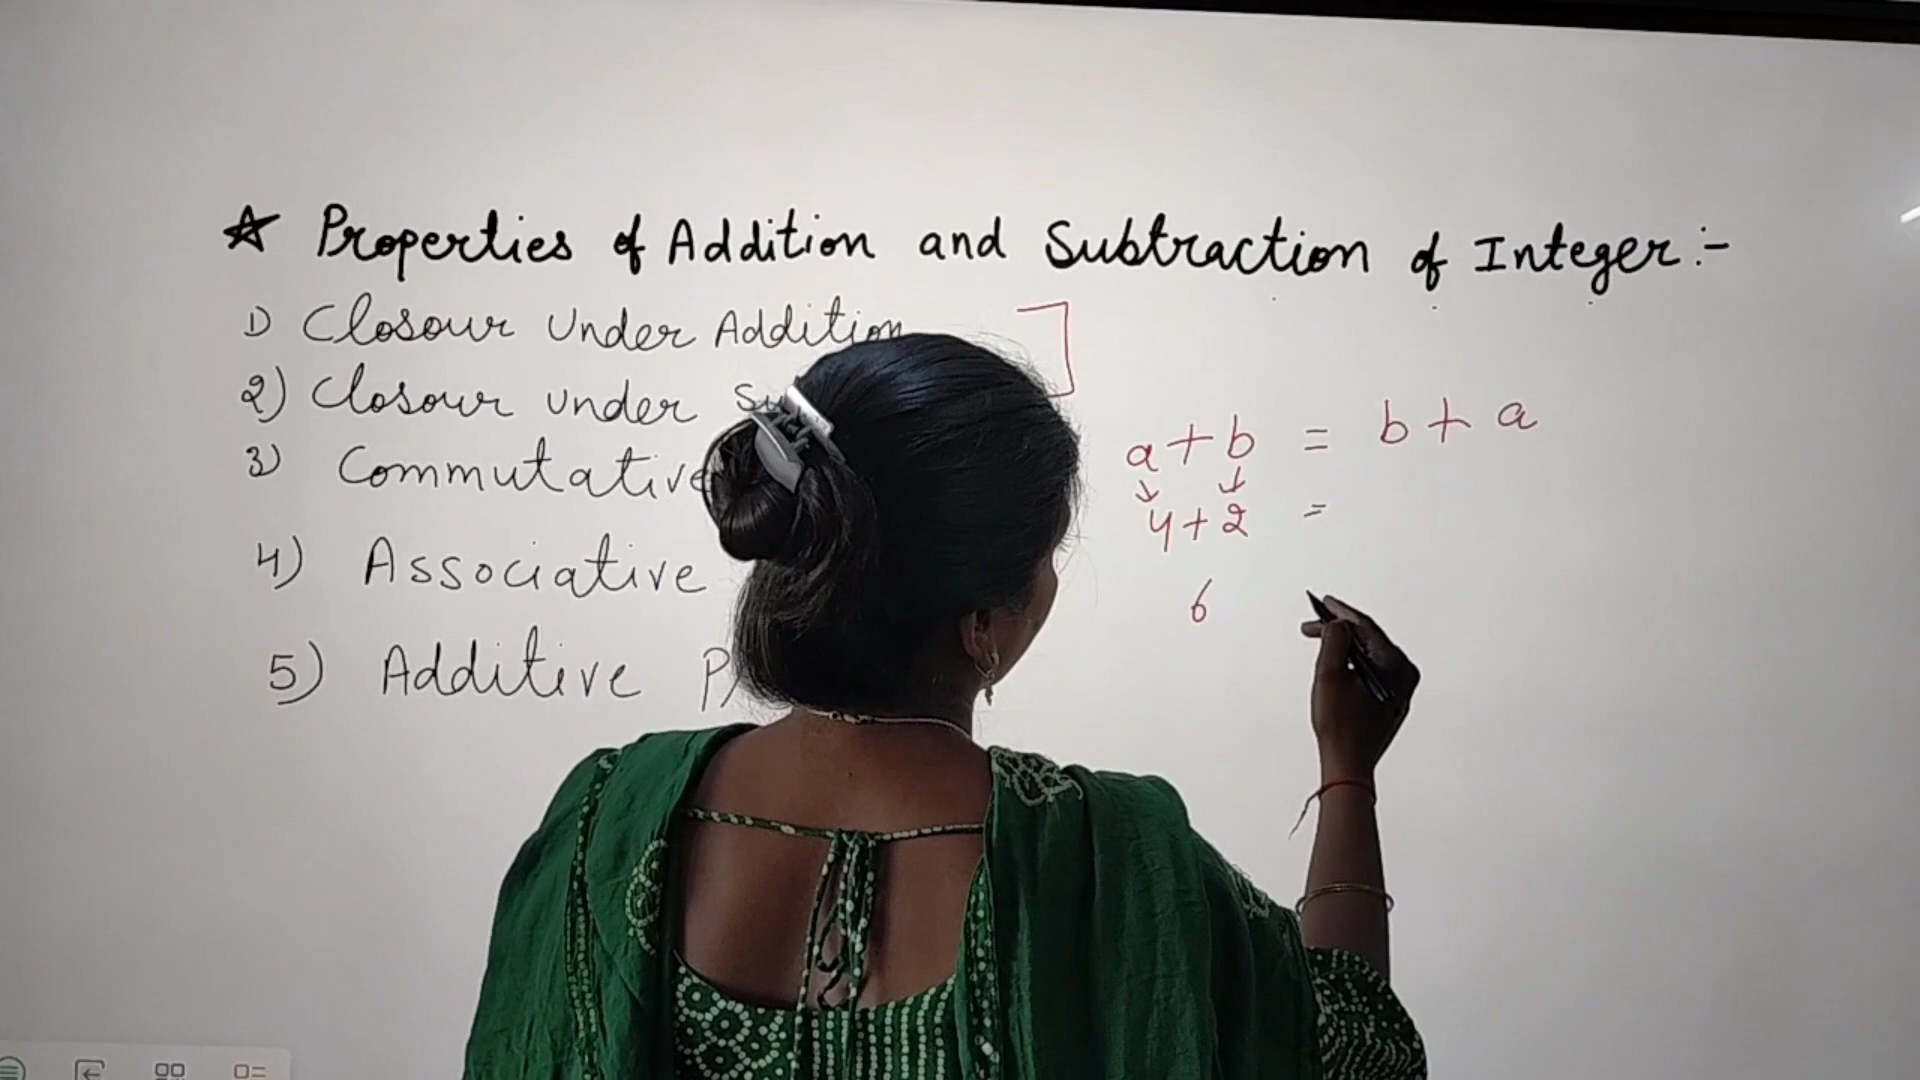 ☆ Properties of Addition and Subtraction of Integer:-
1) Closour Under Addition
2) Closour under
3) Commutative
4) Associative
5) Additive
a + b = b + a
4 + 2 =
6